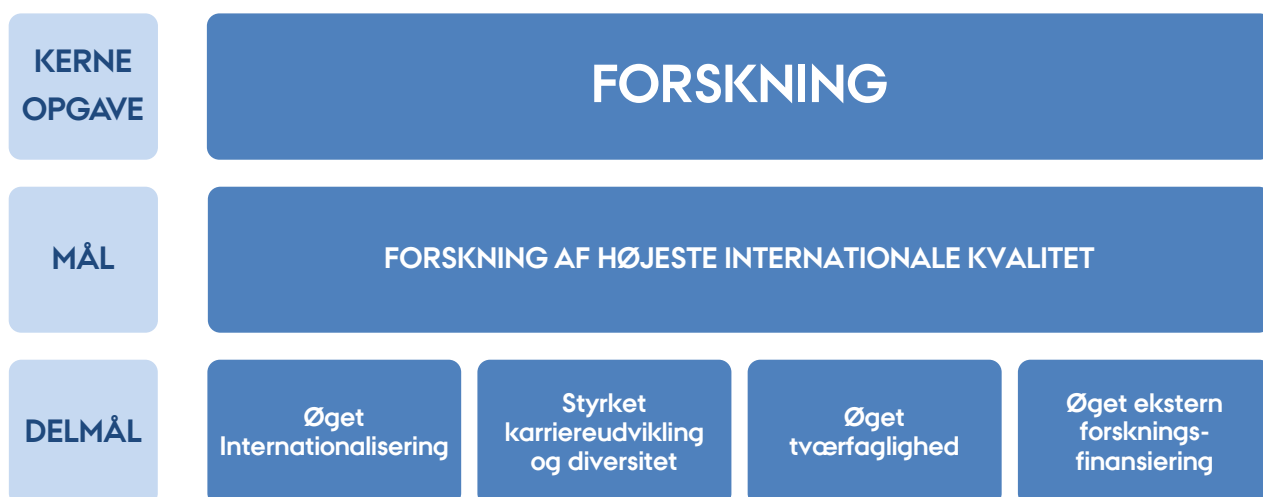 KERNE
OPGAVE
FORSKNING
MÅL
FORSKNING AF HØJESTE INTERNATIONALE KVALITET
DELMÅL
Øget
Internationalisering
Styrket
karriereudvikling
og diversitet
Øget
tværfaglighed
Øget ekstern
forsknings-
finansiering